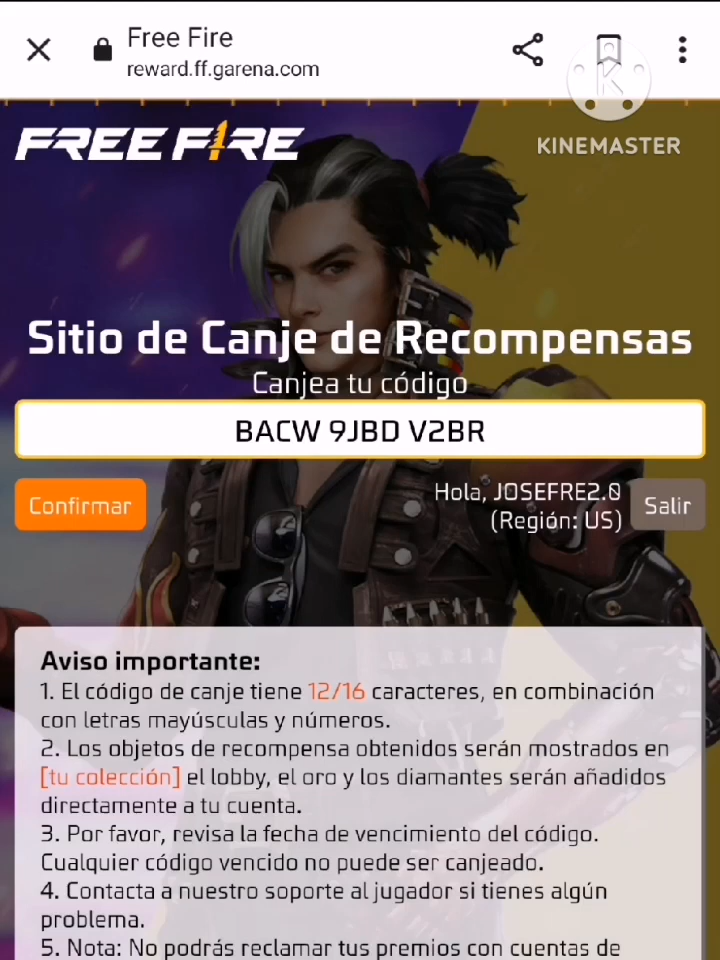 Free Fire
reward.ff.garena.com
K
KINEMASTER
FREE FIRE
Sitio de Canje de Recompensas
Canjea tu código
BACW 9JBD V2BR
Confirmar
Hola, JOSEFRE2.0
(Región: US)
Salir
Aviso importante:
1. El código de canje tiene 12/16 caracteres, en combinación
con letras mayúsculas y números.
2. Los objetos de recompensa obtenidos serán mostrados en
[tu colección] el lobby, el oro y los diamantes serán añadidos
directamente a tu cuenta.
3. Por favor, revisa la fecha de vencimiento del código.
Cualquier código vencido no puede ser canjeado.
4. Contacta a nuestro soporte al jugador si tienes algún
problema.
5. Nota: No podrás reclamar tus premios con cuentas de